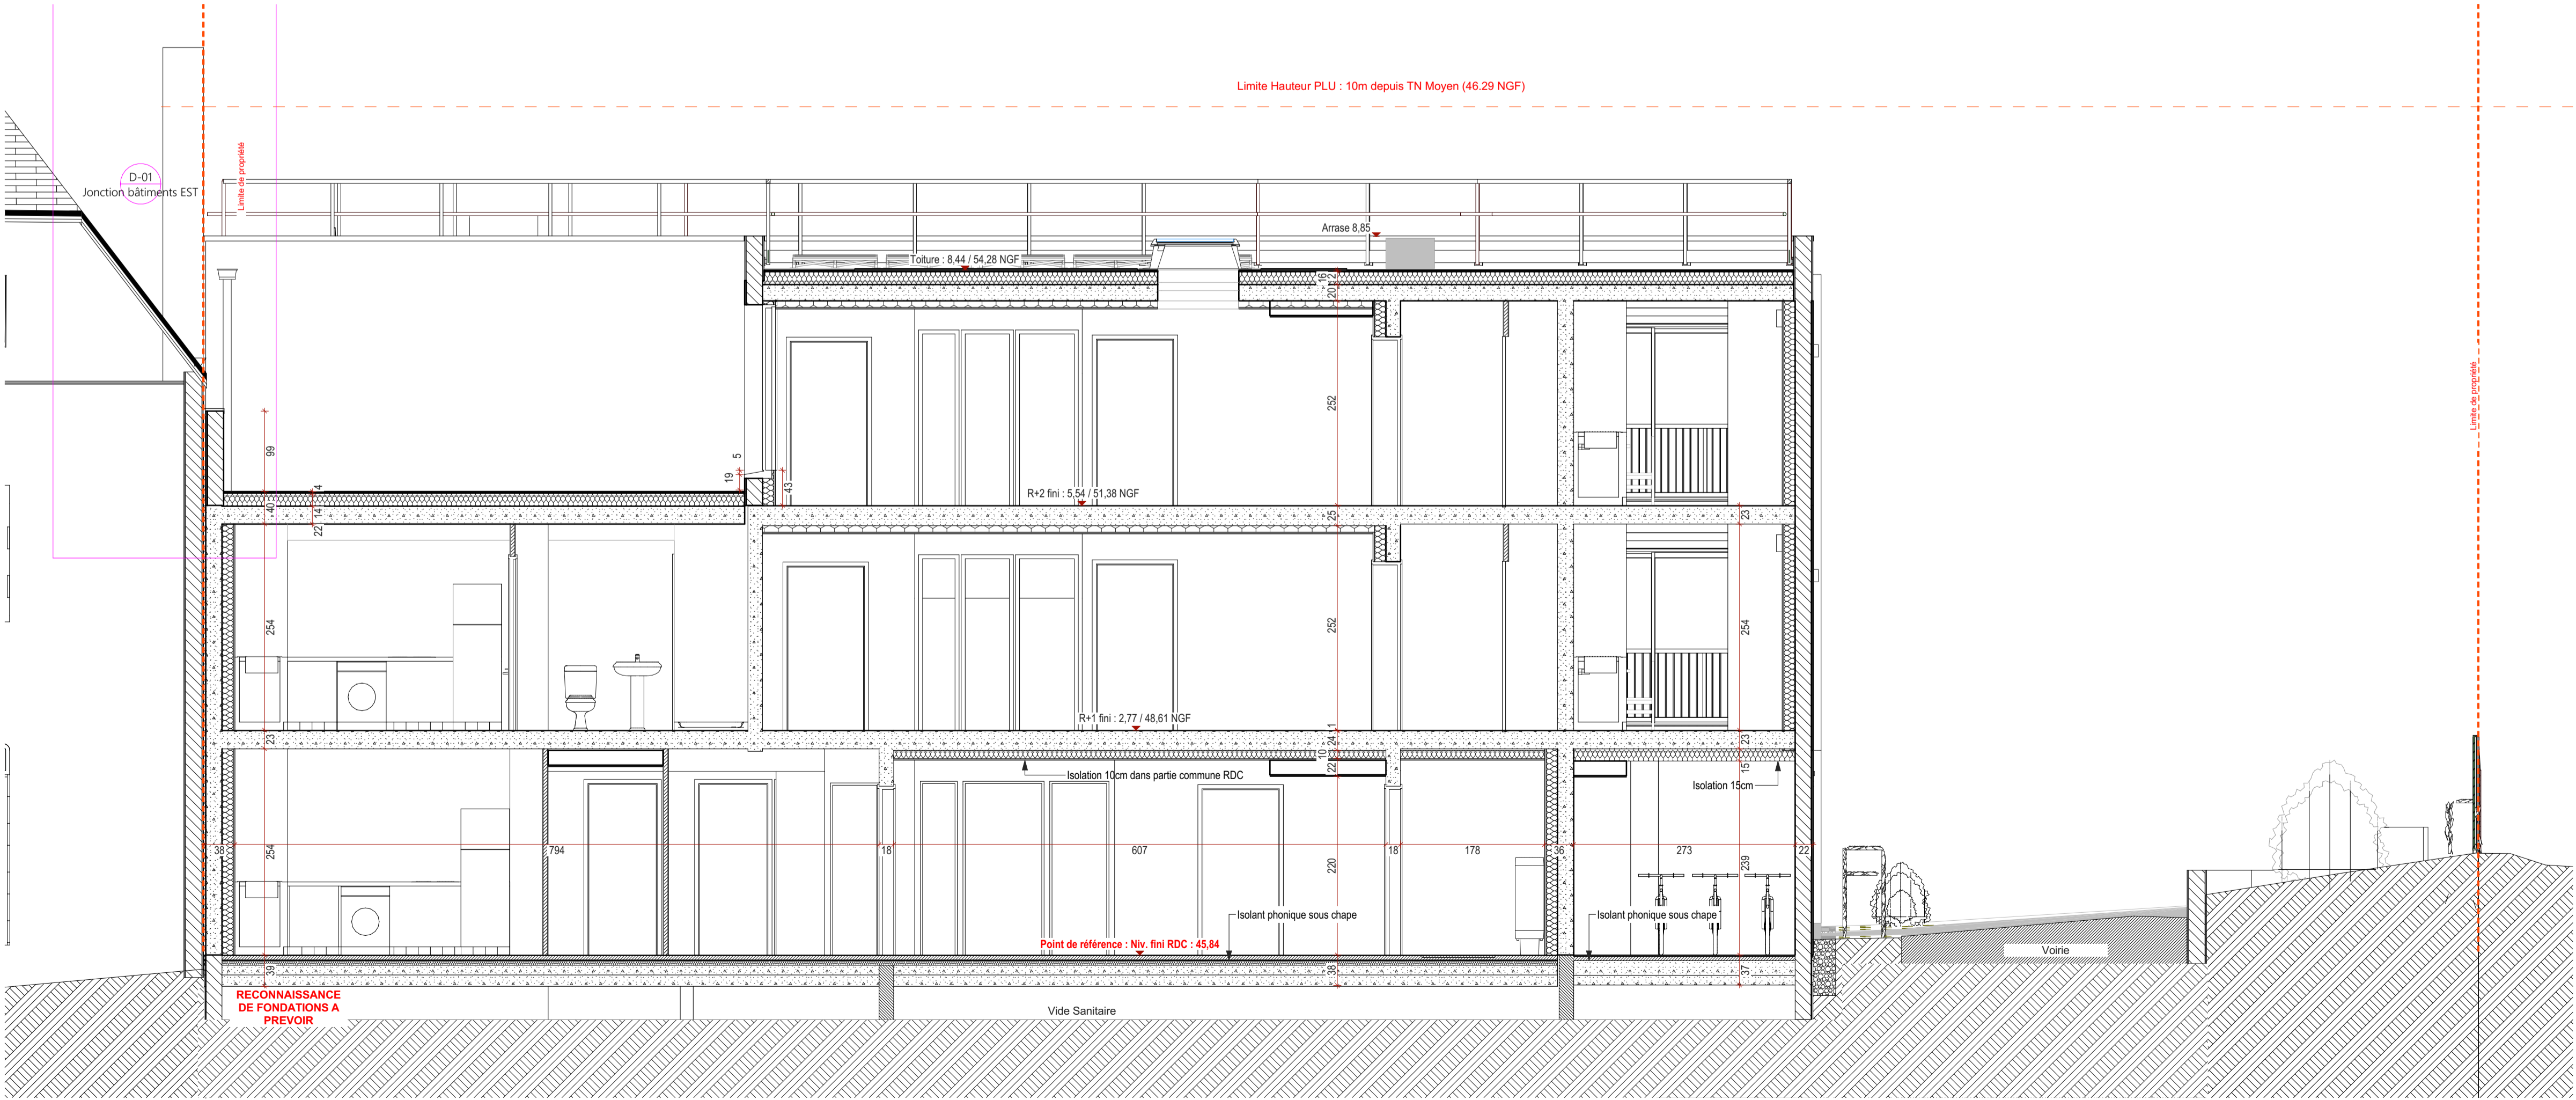 Limite Hauteur PLU : 10m depuis TN Moyen (46.29 NGF)
Limite de propriété
D-01
Jonction bâtiments EST
Arrase 8,85
Toiture : 8,44 / 54,28 NGF
16
12
20
252
Limite de propriété
99
5
19
43
4
40
14
22
R+2 fini : 5,54 / 51,38 NGF
25
23
254
252
254
R+1 fini : 2,77 / 48,61 NGF
1
23
24
23
10
22
15
Isolation 10cm dans partie commune RDC
Isolation 15cm
38
254
794
18
607
18
178
36
273
22
220
239
Isolant phonique sous chape
Isolant phonique sous chape
Point de référence : Niv. fini RDC : 45,84
Voirie
39
38
37
RECONNAISSANCE
DE FONDATIONS A
PREVOIR
Vide Sanitaire